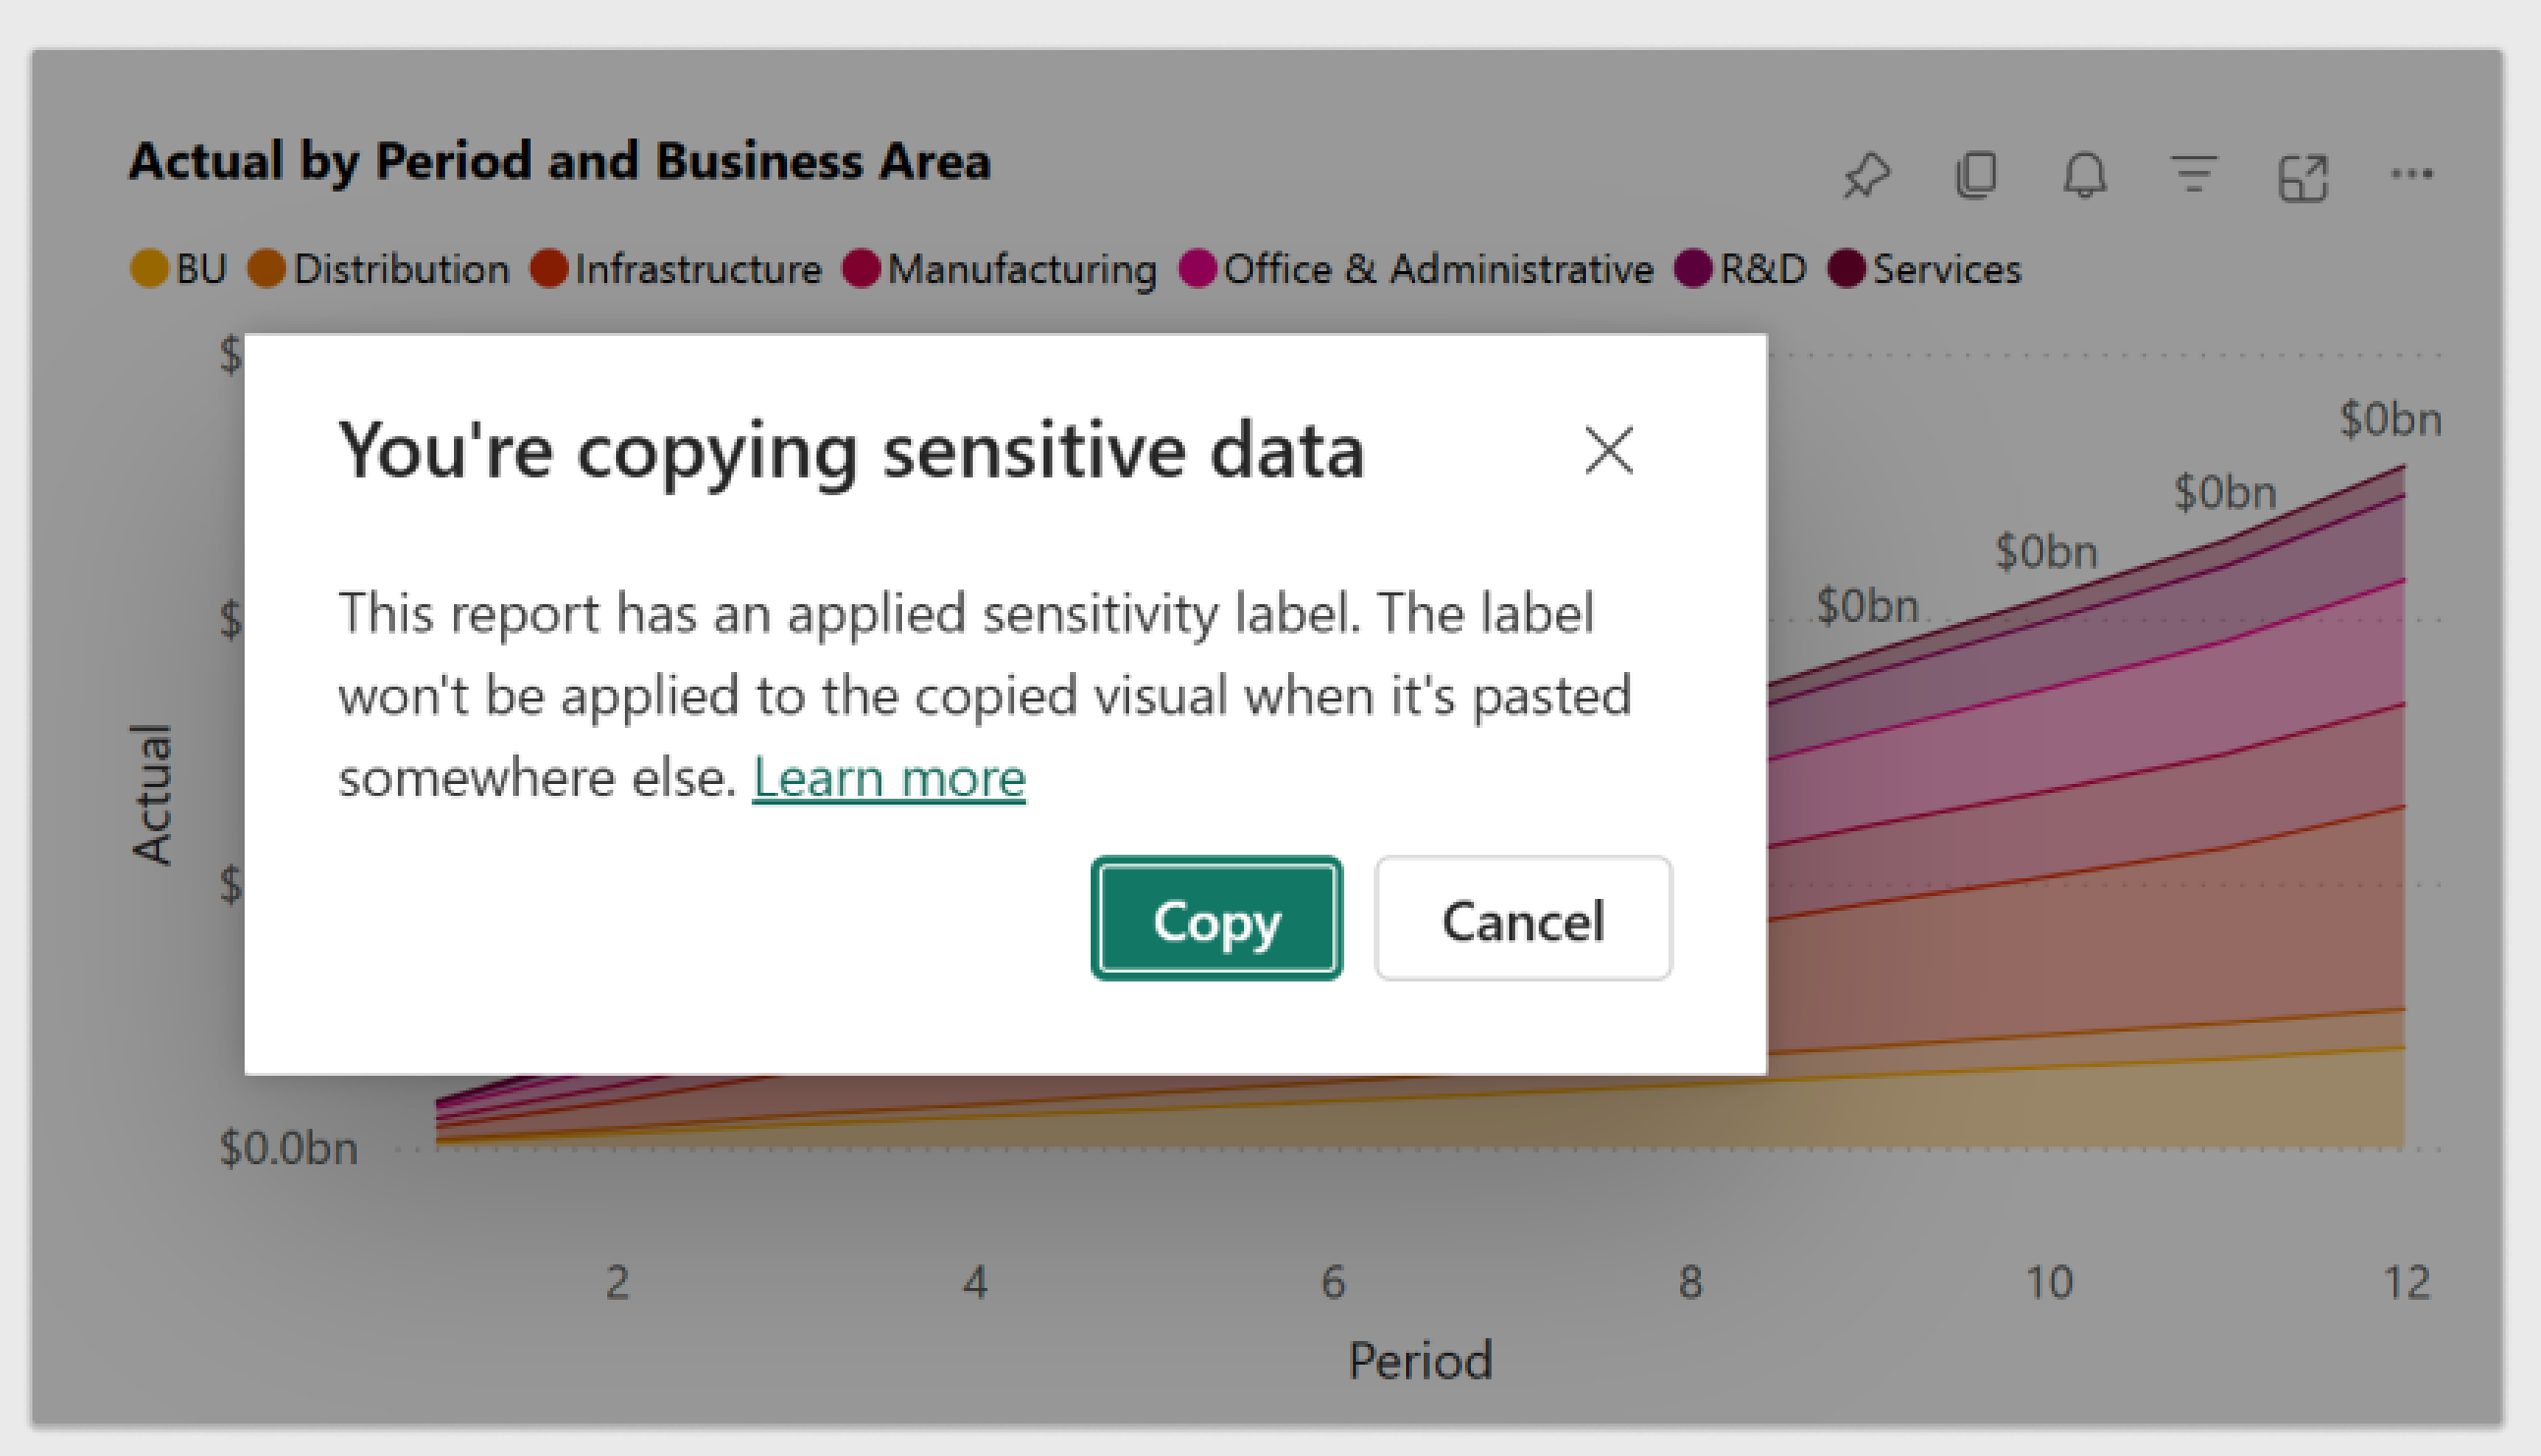 Actual by Period and Business Area
BU Distribution Infrastructure Manufacturing Office & Administrative R&D Services
$
You're copying sensitive data
$0bn
$0bn
$0bn
$0bn
$
This report has an applied sensitivity label. The label
won't be applied to the copied visual when it's pasted
somewhere else. Learn more
Actual
$
Copy Cancel
$0.0bn
2 4 6 8 10 12
Period